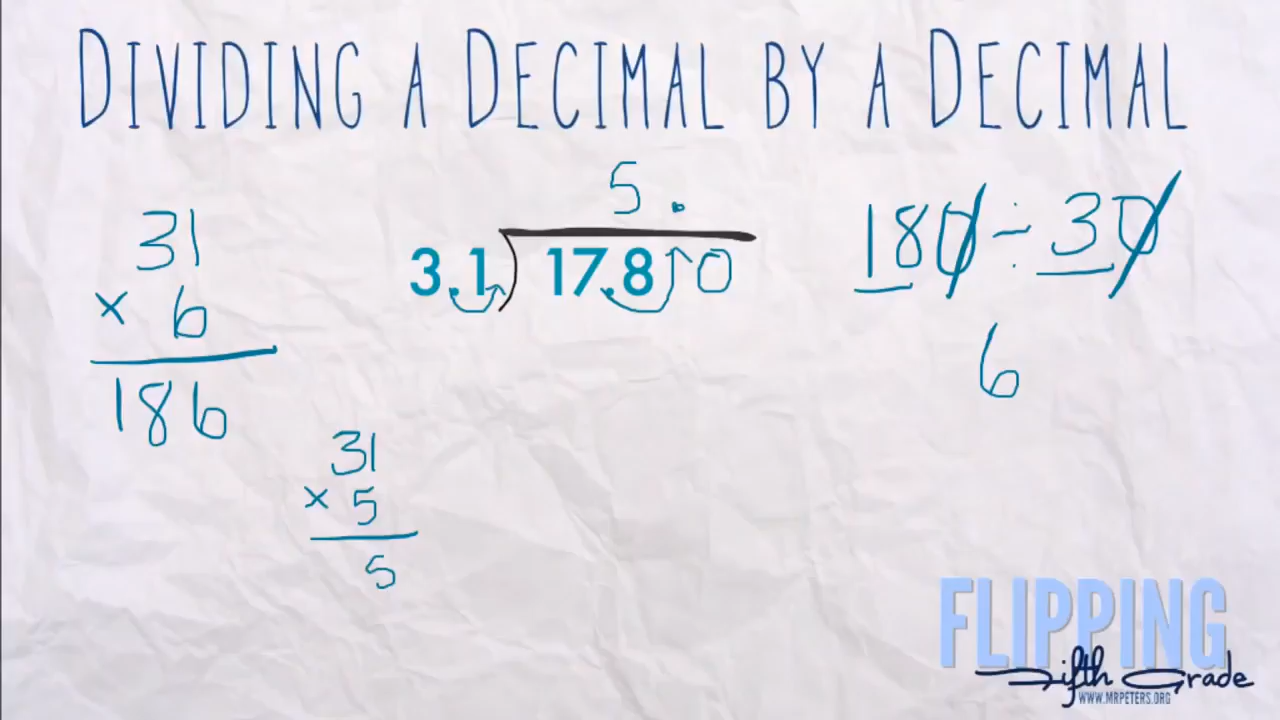 DIVIDING A DECIMAL BY A DECIMAL
31
× 6
186
31
× 5
5
5.
3.1 17.8 0
180 ÷ 30
6
FLIPPING
Fifth Grade
WWW.MRPETERS.ORG